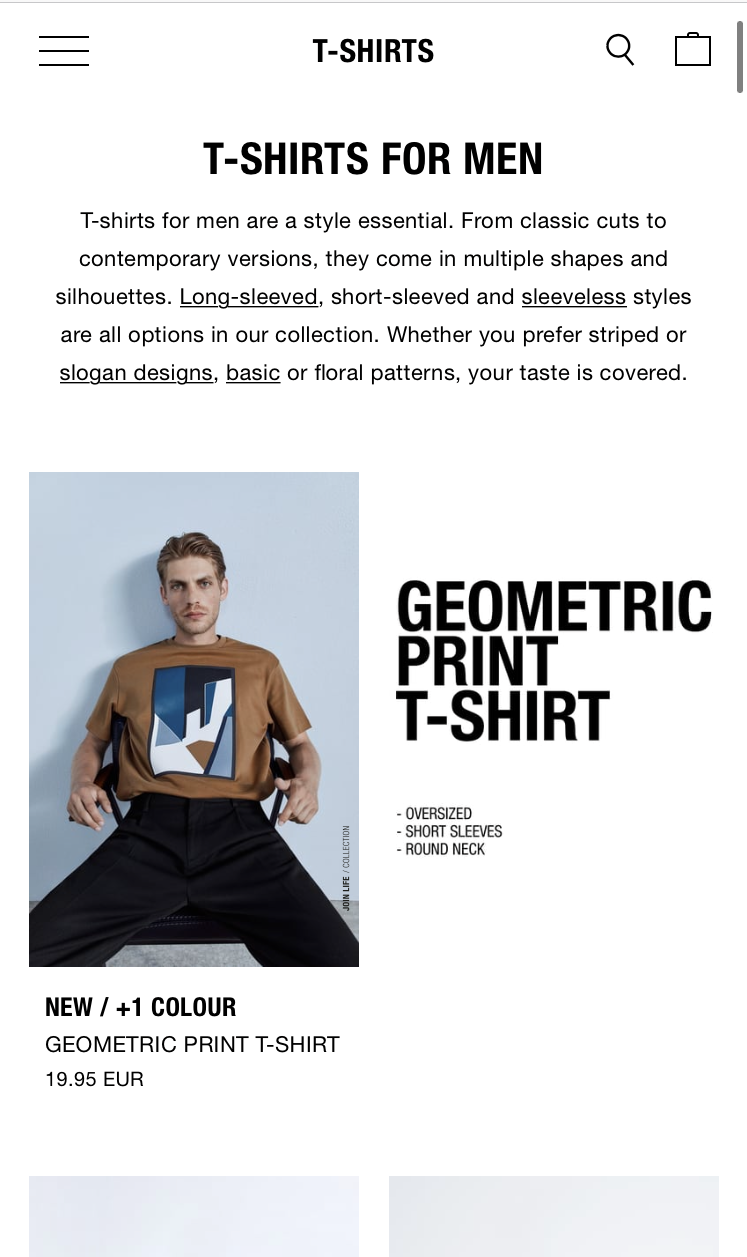 T-SHIRTS
T-SHIRTS FOR MEN
T-shirts for men are a style essential. From classic cuts to
contemporary versions, they come in multiple shapes and
silhouettes. Long-sleeved, short-sleeved and sleeveless styles
are all options in our collection. Whether you prefer striped or
slogan designs, basic or floral patterns, your taste is covered.
GEOMETRIC
PRINT
T-SHIRT
- OVERSIZED
- SHORT SLEEVES
- ROUND NECK
JOIN LIFE / COLLECTION
NEW / +1 COLOUR
GEOMETRIC PRINT T-SHIRT
19.95 EUR